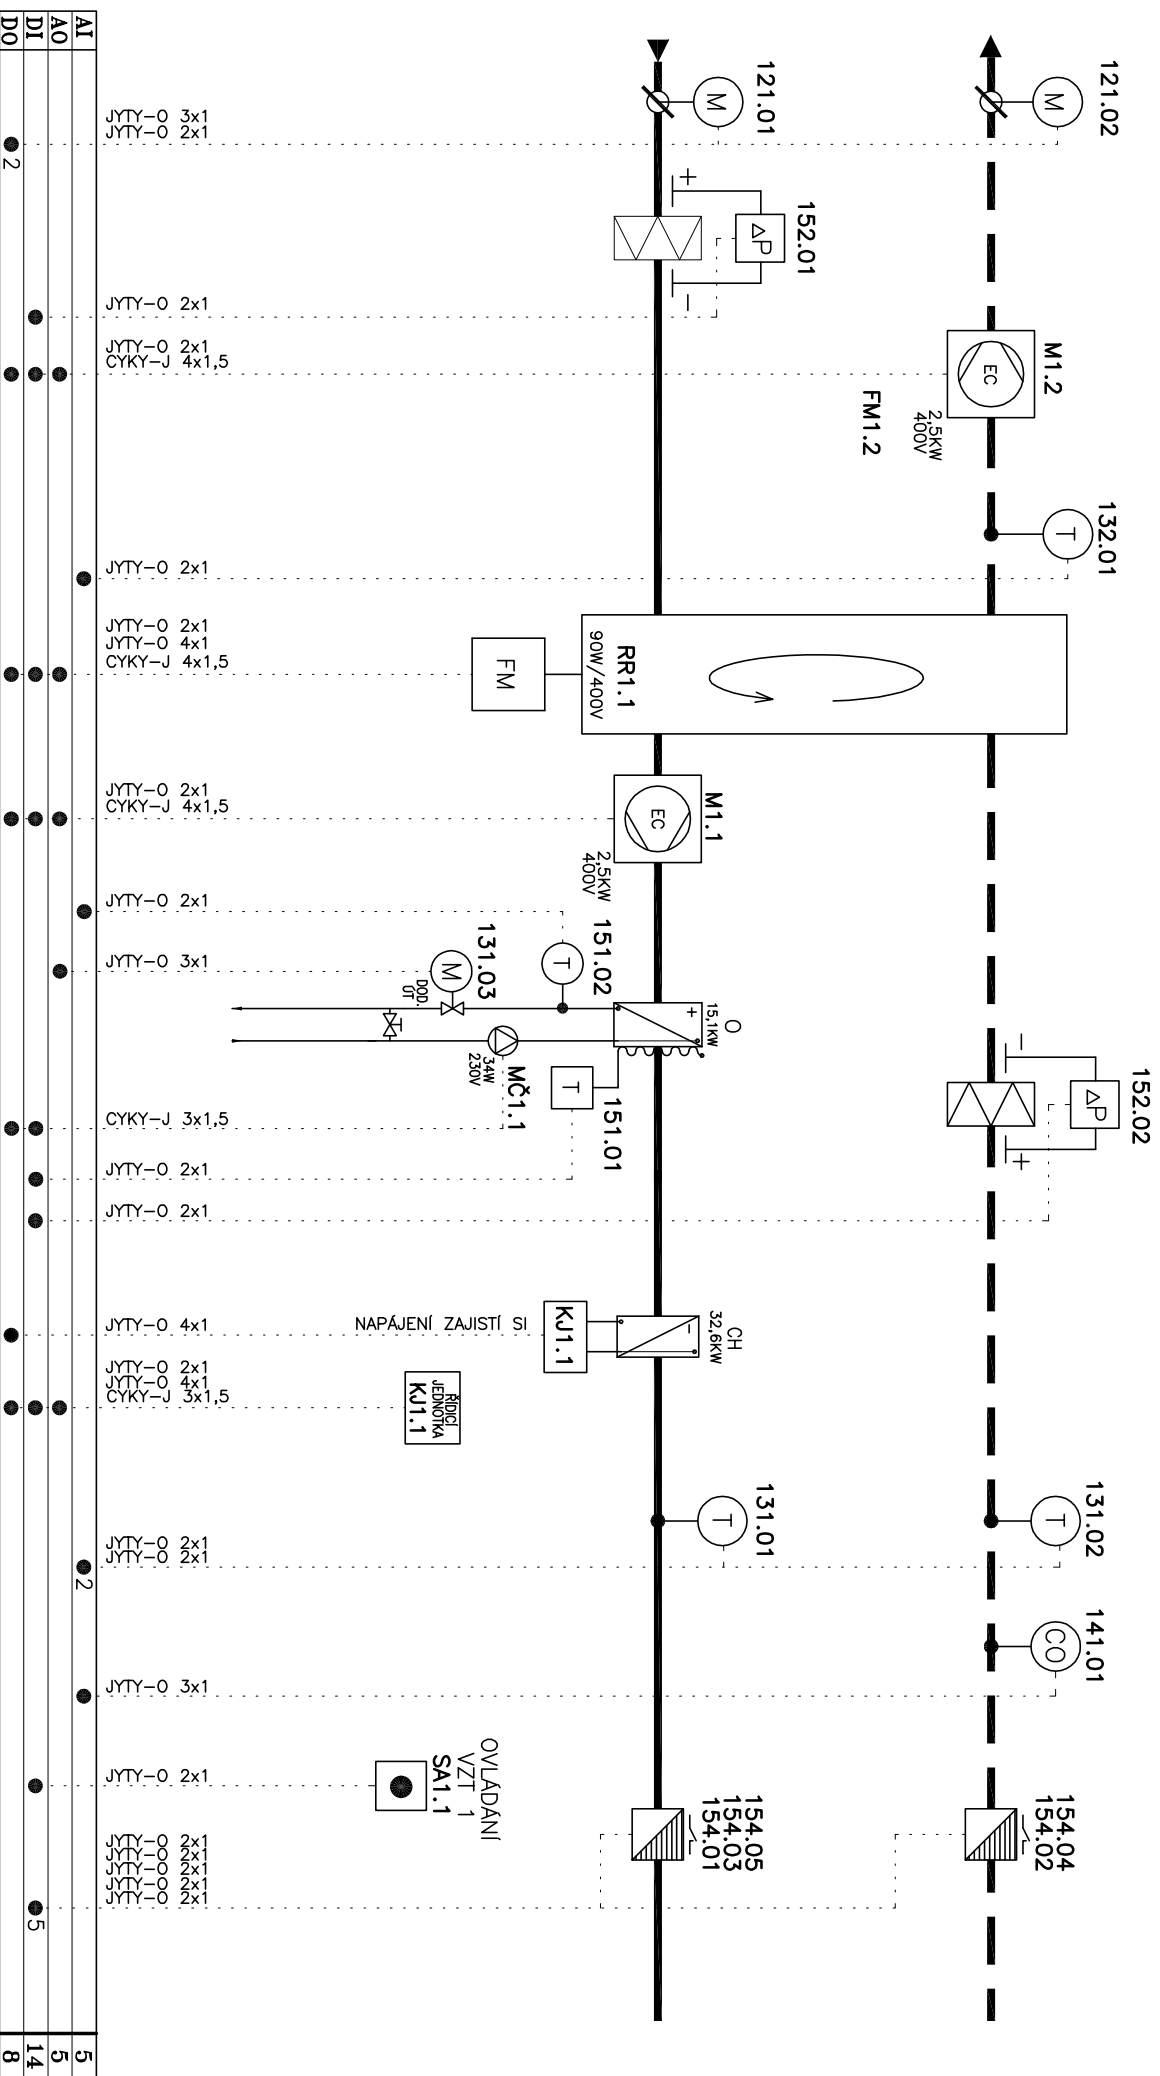 121.02
M
121.01
M
152.01
ΔP
+
−
M1.2
EC
2,5KW
400V
FM1.2
132.01
T
RR1.1
90W/400V
FM
M1.1
EC
2,5KW
400V
151.02
T
131.03
M
DOD.
ÚT
O
15,1KW
+
MČ1.1
34W
230V
151.01
T
152.02
ΔP
−
+
CH
32,6KW
−
KJ1.1
NAPÁJENÍ ZAJISTÍ SI
ŘÍDICÍ
JEDNOTKA
KJ1.1
131.02
T
131.01
T
141.01
CO
OVLÁDÁNÍ
VZT 1
SA1.1
154.04
154.02
154.05
154.03
154.01
JYTY-O 3x1
JYTY-O 2x1
JYTY-O 2x1
JYTY-O 2x1
CYKY-J 4x1,5
JYTY-O 2x1
JYTY-O 2x1
JYTY-O 4x1
CYKY-J 4x1,5
JYTY-O 2x1
CYKY-J 4x1,5
JYTY-O 2x1
JYTY-O 3x1
CYKY-J 3x1,5
JYTY-O 2x1
JYTY-O 2x1
JYTY-O 4x1
JYTY-O 2x1
JYTY-O 4x1
CYKY-J 3x1,5
JYTY-O 2x1
JYTY-O 2x1
JYTY-O 3x1
JYTY-O 2x1
JYTY-O 2x1
JYTY-O 2x1
JYTY-O 2x1
JYTY-O 2x1
JYTY-O 2x1
AI 2 5
AO 5
DI 5 14
DO 2 8